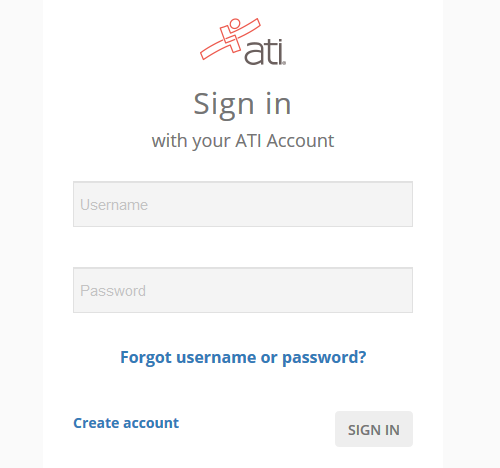 ati
Sign in
with your ATI Account
Username
Password
Forgot username or password?
Create account
SIGN IN